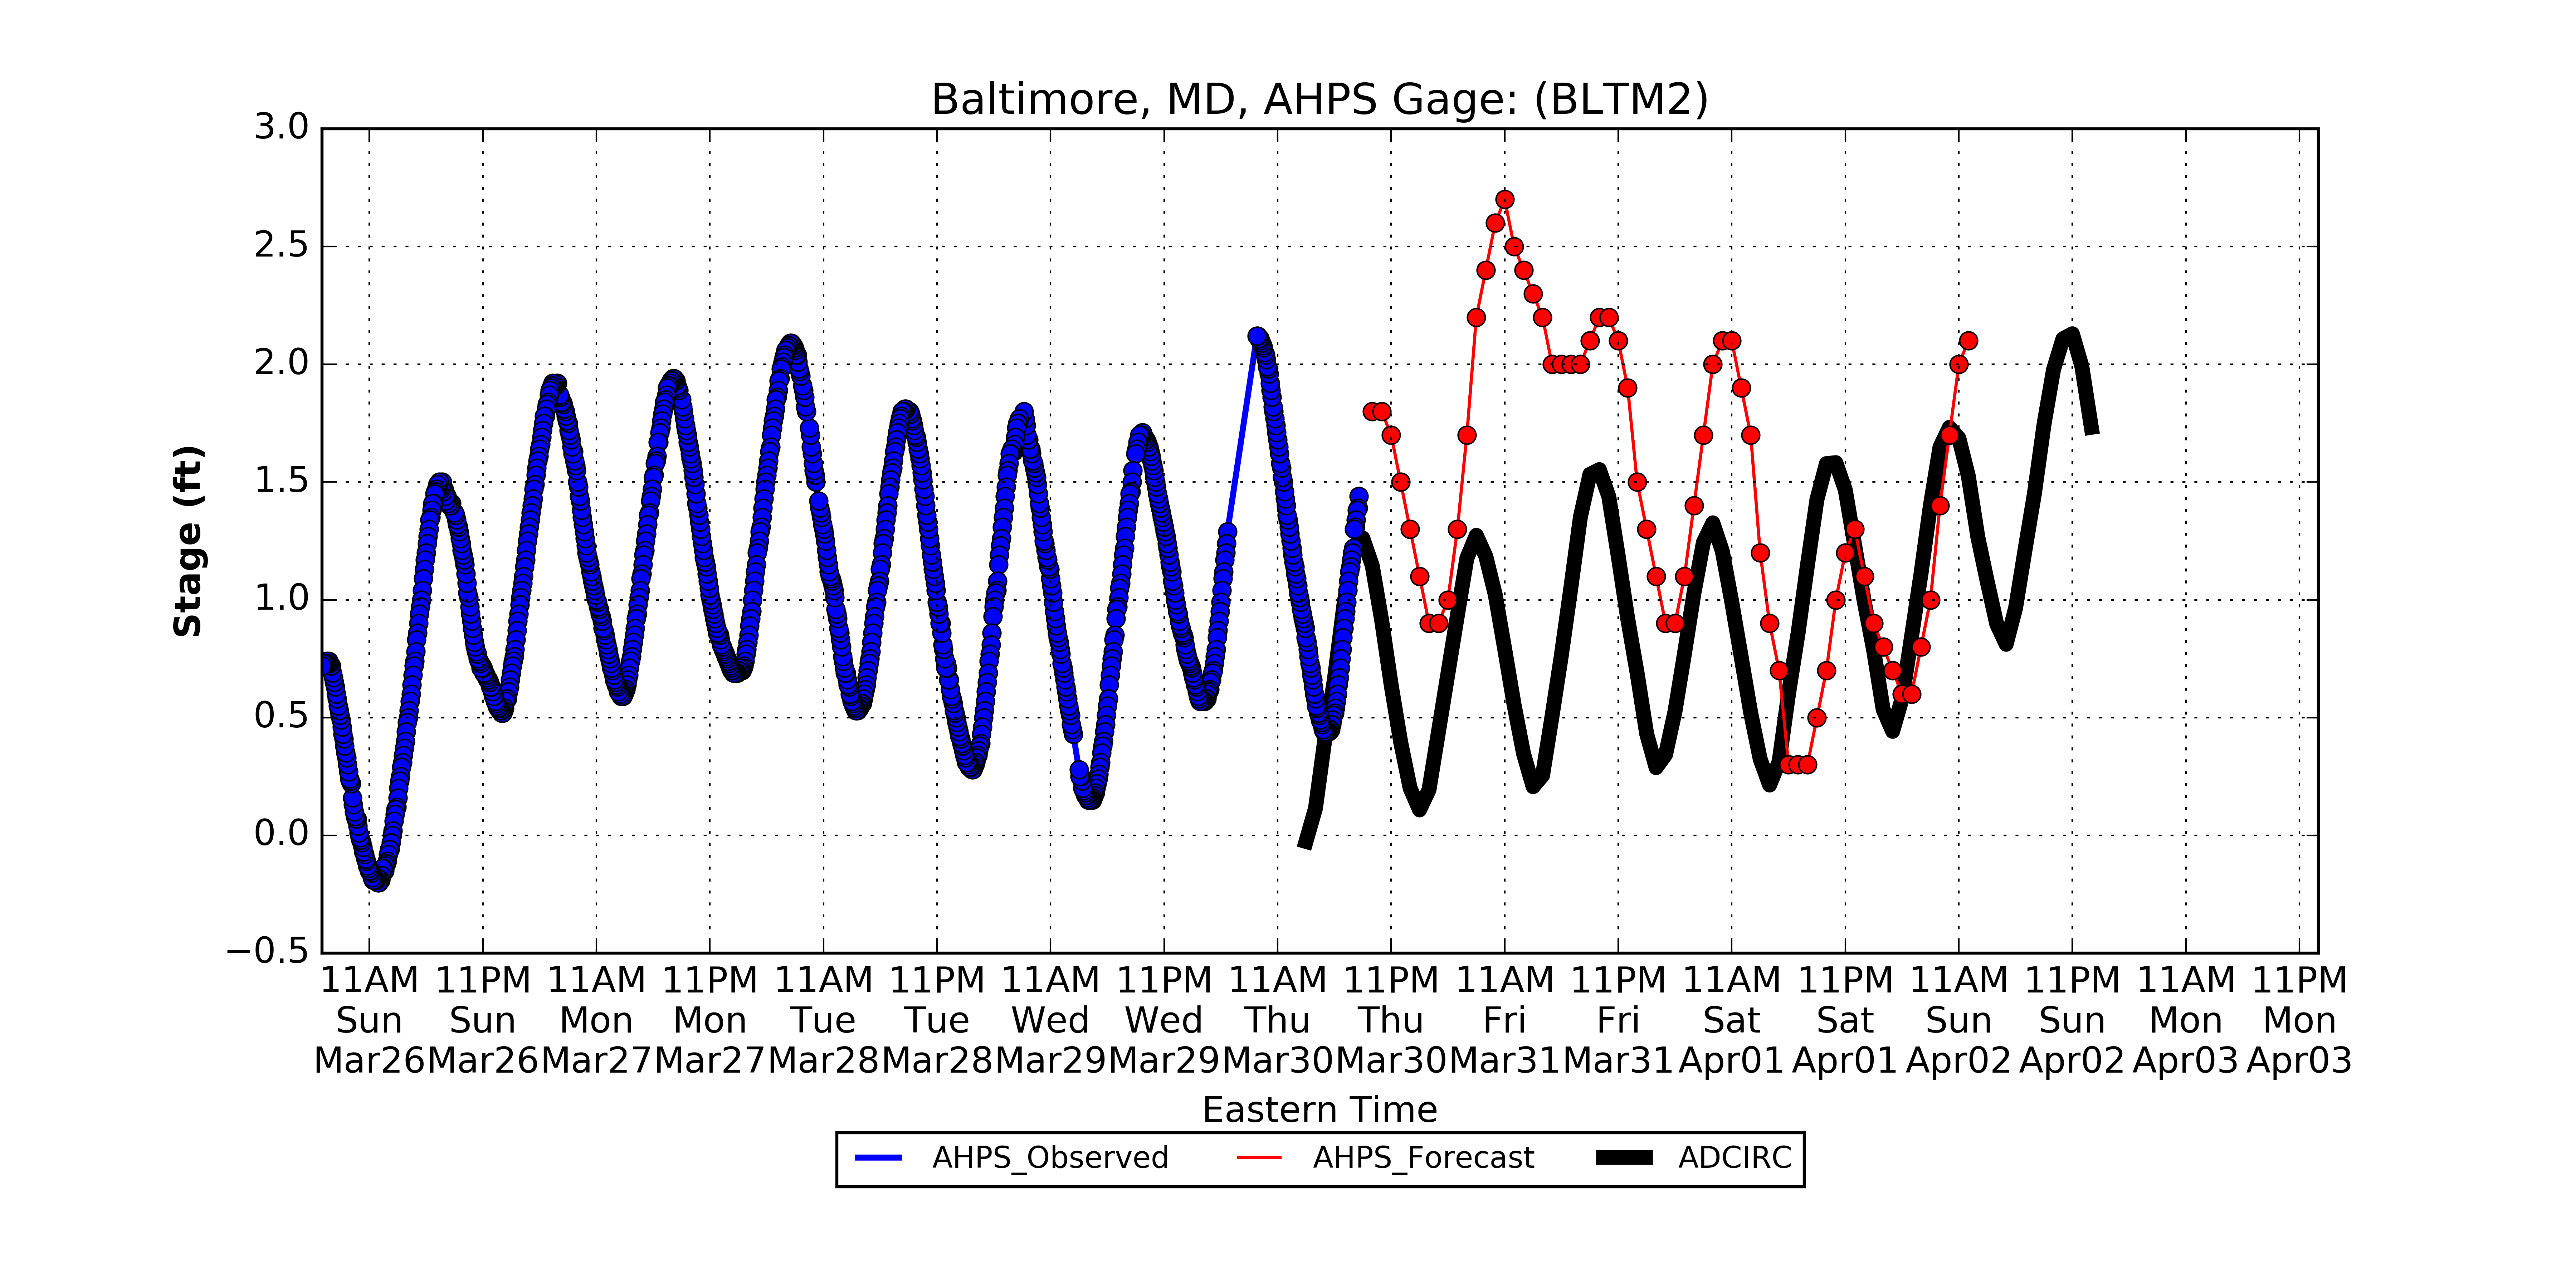 Baltimore, MD, AHPS Gage: (BLTM2)
Stage (ft)
3.0
2.5
2.0
1.5
1.0
0.5
0.0
−0.5
11AM 11PM 11AM 11PM 11AM 11PM 11AM 11PM 11AM 11PM 11AM 11PM 11AM 11PM 11AM 11PM 11AM 11PM
Sun Sun Mon Mon Tue Tue Wed Wed Thu Thu Fri Fri Sat Sat Sun Sun Mon Mon
Mar26 Mar26 Mar27 Mar27 Mar28 Mar28 Mar29 Mar29 Mar30 Mar30 Mar31 Mar31 Apr01 Apr01 Apr02 Apr02 Apr03 Apr03
Eastern Time
AHPS_Observed AHPS_Forecast ADCIRC